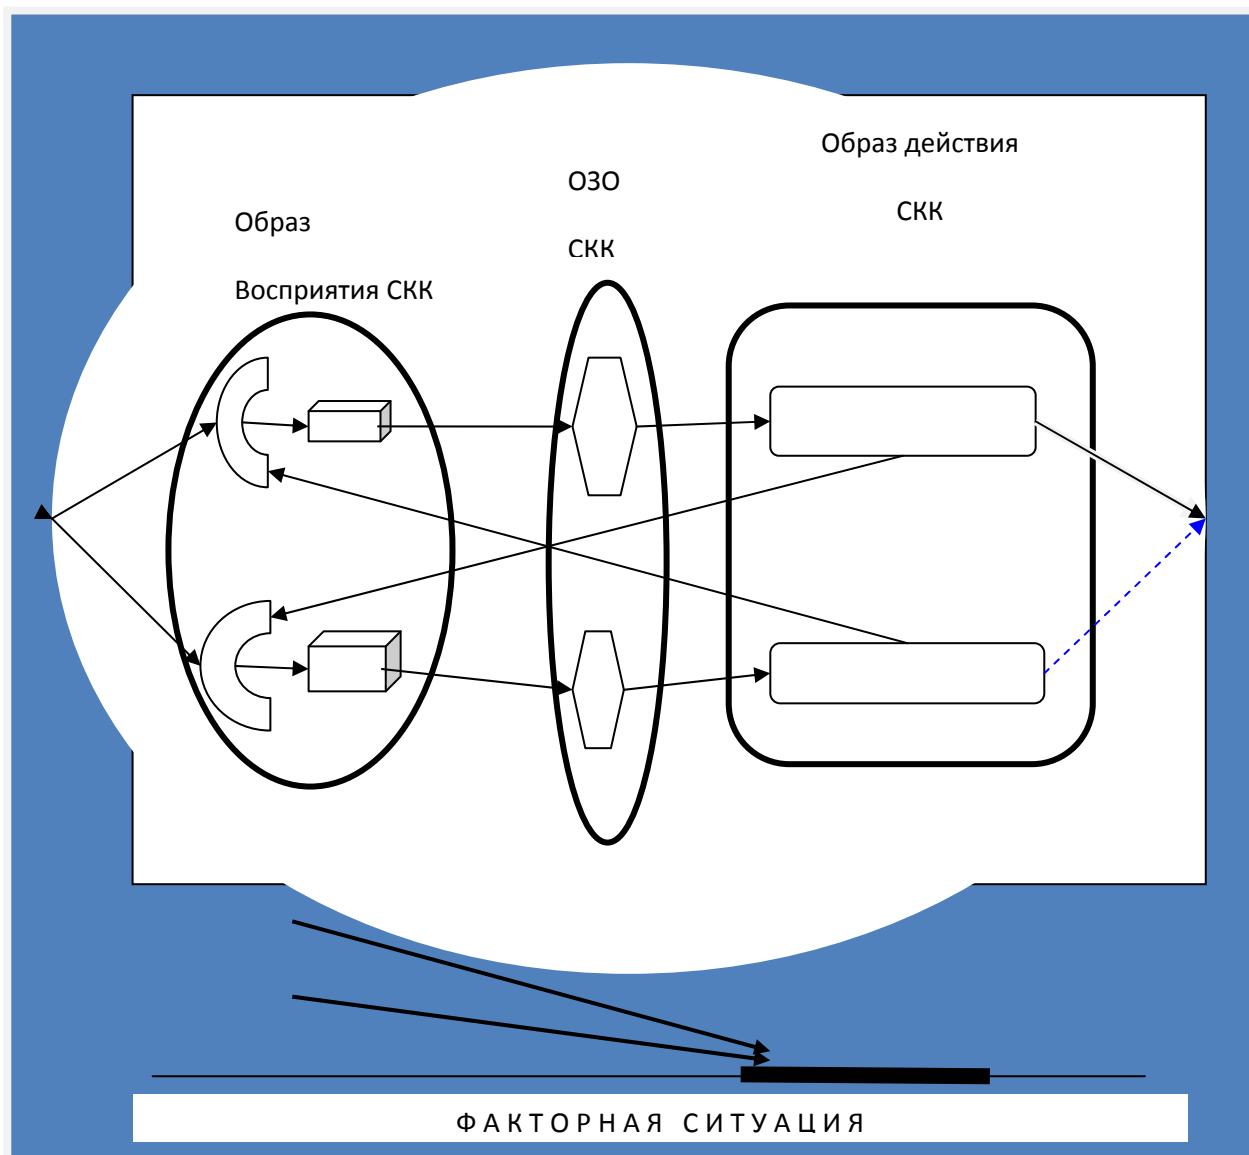 Образ
Восприятия СКК
ОЗО
СКК
Образ действия
СКК
ФАКТОРНАЯ СИТУАЦИЯ